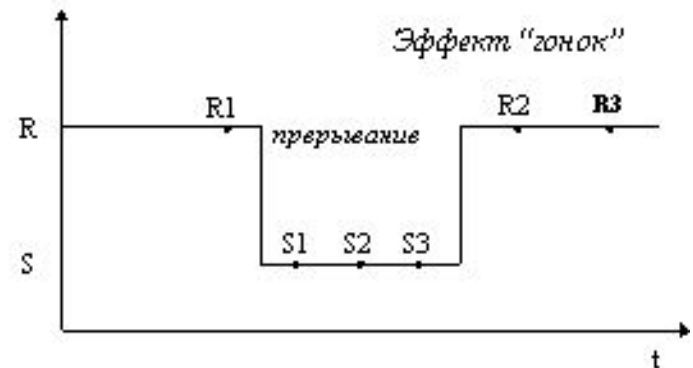 Эффект "гонок"
R1
R2
R3
R
прерывание
S1
S2
S3
S
t